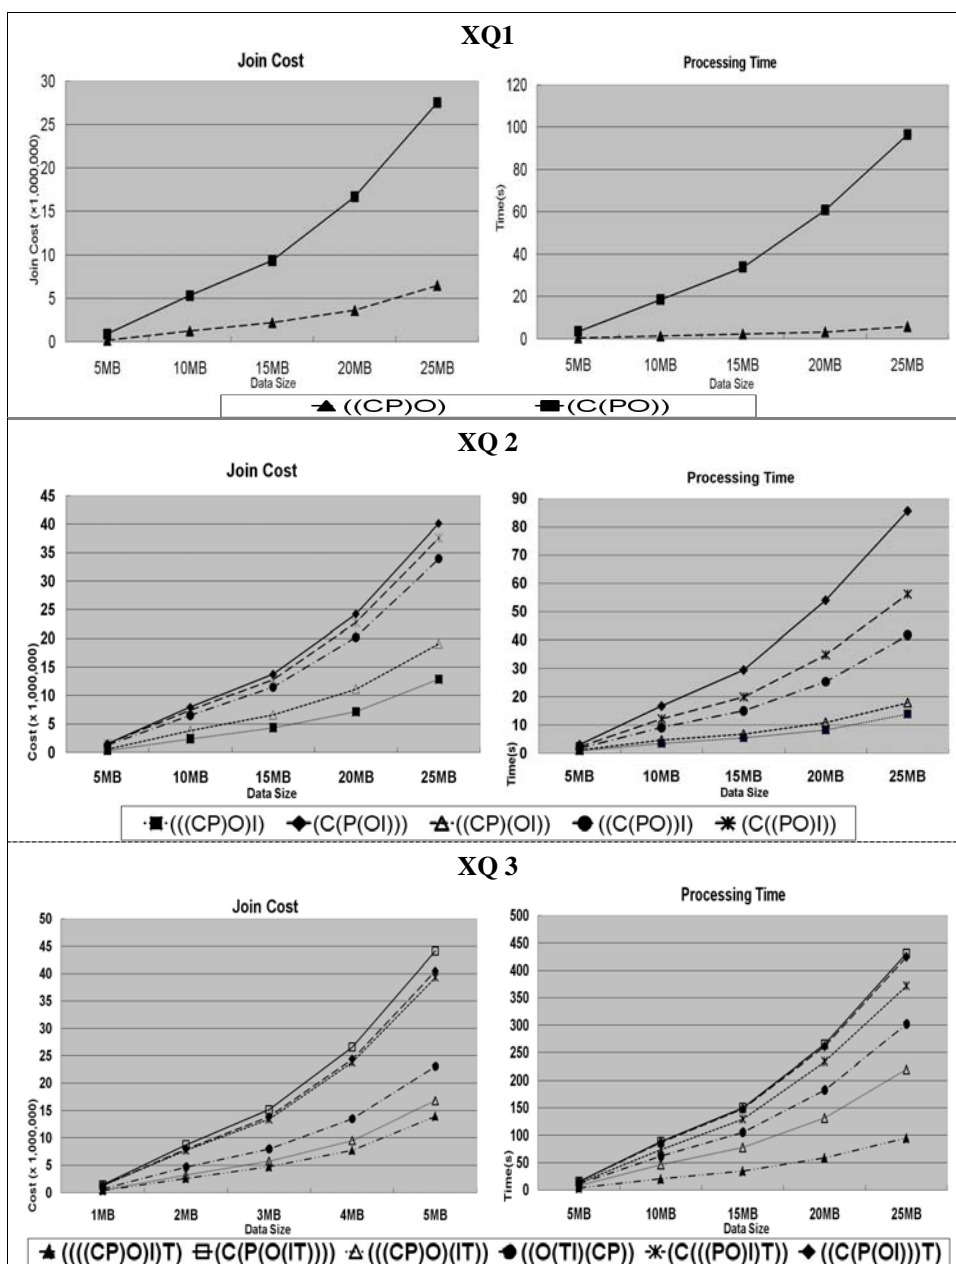 XQ1
Join Cost
Processing Time
Join Cost (×1,000,000)
30
25
20
15
10
5
0
5MB 10MB 15MB 20MB 25MB
Data Size
Time(s)
120
100
80
60
40
20
0
5MB 10MB 15MB 20MB 25MB
Data Size
((CP)O) (C(PO))
XQ 2
Join Cost
Processing Time
Cost (× 1,000,000)
45
40
35
30
25
20
15
10
5
0
5MB 10MB 15MB 20MB 25MB
Data Size
Time(s)
90
80
70
60
50
40
30
20
10
0
5MB 10MB 15MB 20MB 25MB
Data Size
(((CP)O)I) (C(P(OI))) ((CP)(OI)) ((C(PO))I) (C((PO)I))
XQ 3
Join Cost
Processing Time
Cost (× 1,000,000)
50
45
40
35
30
25
20
15
10
5
0
1MB 2MB 3MB 4MB 5MB
Data Size
Time(s)
500
450
400
350
300
250
200
150
100
50
0
5MB 10MB 15MB 20MB 25MB
Data Size
((((CP)O)I)T) (C(P(O(IT)))) (((CP)O)(IT)) ((O(TI)(CP)) (C(((PO)I)T)) ((C(P(OI)))T)